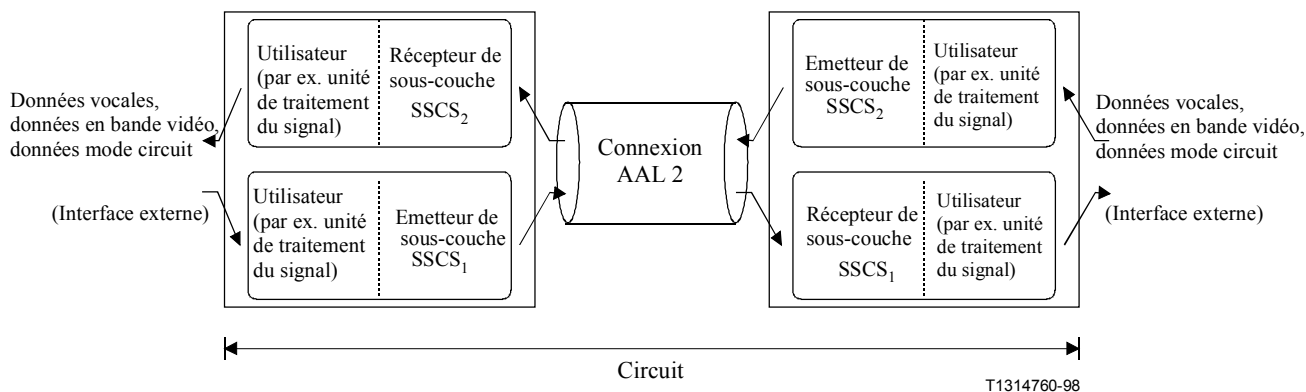 Données vocales,
données en bande vidéo,
données mode circuit
(Interface externe)
Utilisateur
(par ex. unité
de traitement
du signal)
Récepteur de
sous-couche
SSCS2
Utilisateur
(par ex. unité
de traitement
du signal)
Emetteur de
sous-couche
SSCS1
Connexion
AAL 2
Emetteur de
sous-couche
SSCS2
Utilisateur
(par ex. unité
de traitement
du signal)
Récepteur de
sous-couche
SSCS1
Utilisateur
(par ex. unité
de traitement
du signal)
Données vocales,
données en bande vidéo,
données mode circuit
(Interface externe)
Circuit
T1314760-98